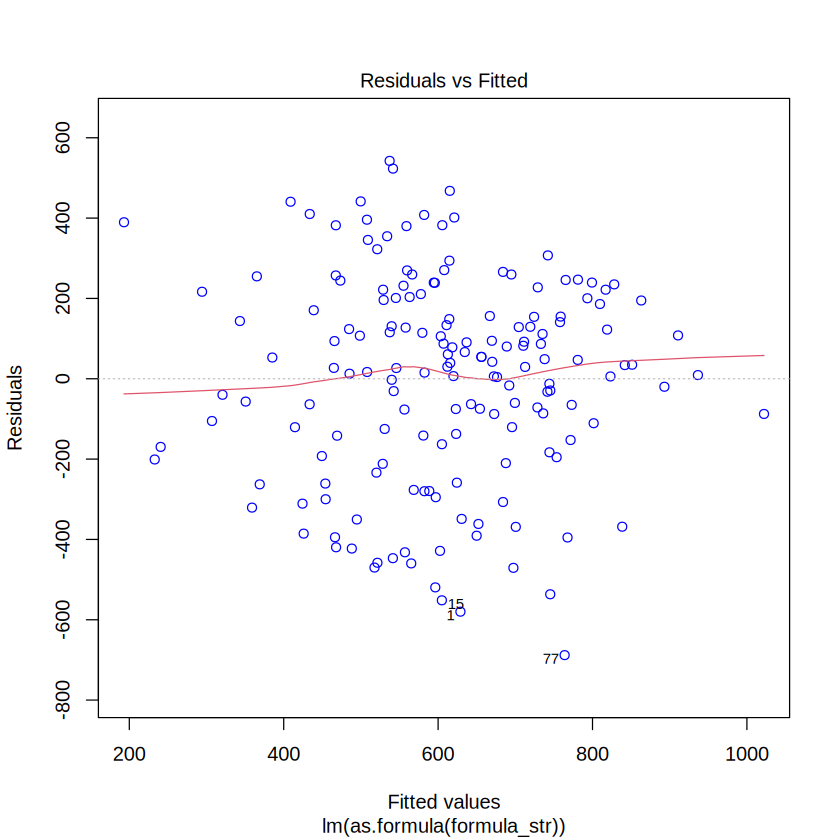 Residuals vs Fitted
Residuals
600
400
200
0
-200
-400
-600
-800
15
1
77
200 400 600 800 1000
Fitted values
lm(as.formula(formula_str))